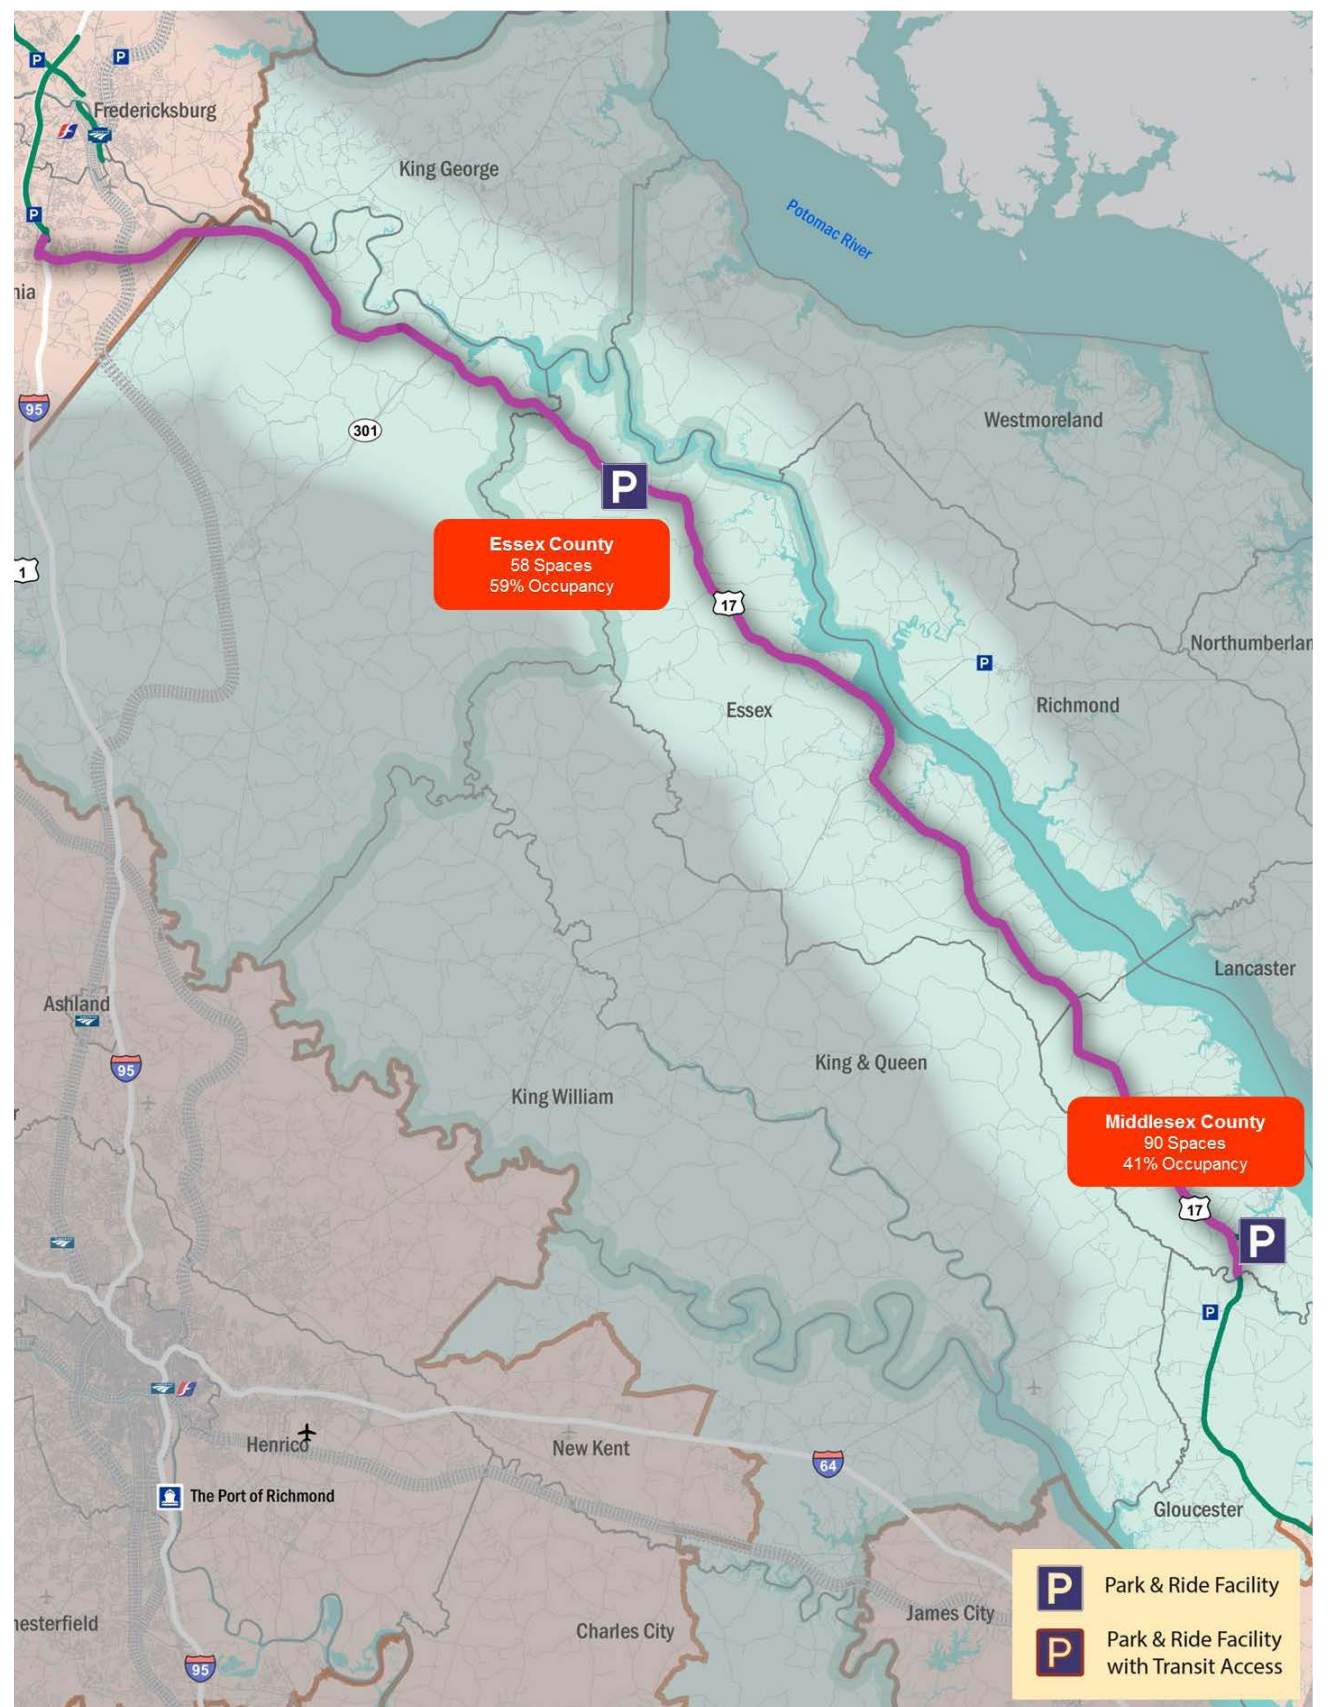 P
P
Fredericksburg
King George
P
Potomac River
nia
95
301
Westmoreland
P
Essex County
58 Spaces
59% Occupancy
1
17
Northumberlan
P
Richmond
Essex
Lancaster
Ashland
95
King & Queen
King William
Middlesex County
90 Spaces
41% Occupancy
17
P
P
Henrico
New Kent
64
The Port of Richmond
Gloucester
P
Park & Ride Facility
James City
hesterfield
Charles City
P
Park & Ride Facility
with Transit Access
95